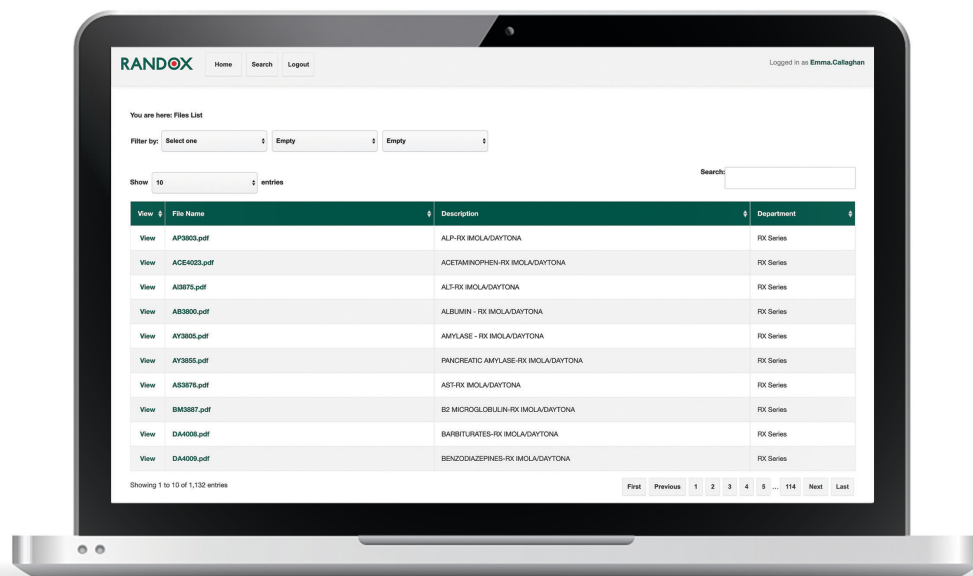 RANDOX Home Search Logout Logged in as Emma.Callaghan
You are here: Files List
Filter by: Select one Empty Empty
Show 10 entries Search:
View File Name Description Department
View AP3803.pdf ALP-RX IMOLA/DAYTONA RX Series
View ACE4023.pdf ACETAMINOPHEN-RX IMOLA/DAYTONA RX Series
View Al3875.pdf ALT-RX IMOLA/DAYTONA RX Series
View AB3800.pdf ALBUMIN - RX IMOLA/DAYTONA RX Series
View AY3805.pdf AMYLASE - RX IMOLA/DAYTONA RX Series
View AY3855.pdf PANCREATIC AMYLASE-RX IMOLA/DAYTONA RX Series
View AS3876.pdf AST-RX IMOLA/DAYTONA RX Series
View BM3887.pdf B2 MICROGLOBULIN-RX IMOLA/DAYTONA RX Series
View DA4008.pdf BARBITURATES-RX IMOLA/DAYTONA RX Series
View DA4009.pdf BENZODIAZEPINES-RX IMOLA/DAYTONA RX Series
Showing 1 to 10 of 1,132 entries First Previous 1 2 3 4 5 ... 114 Next Last